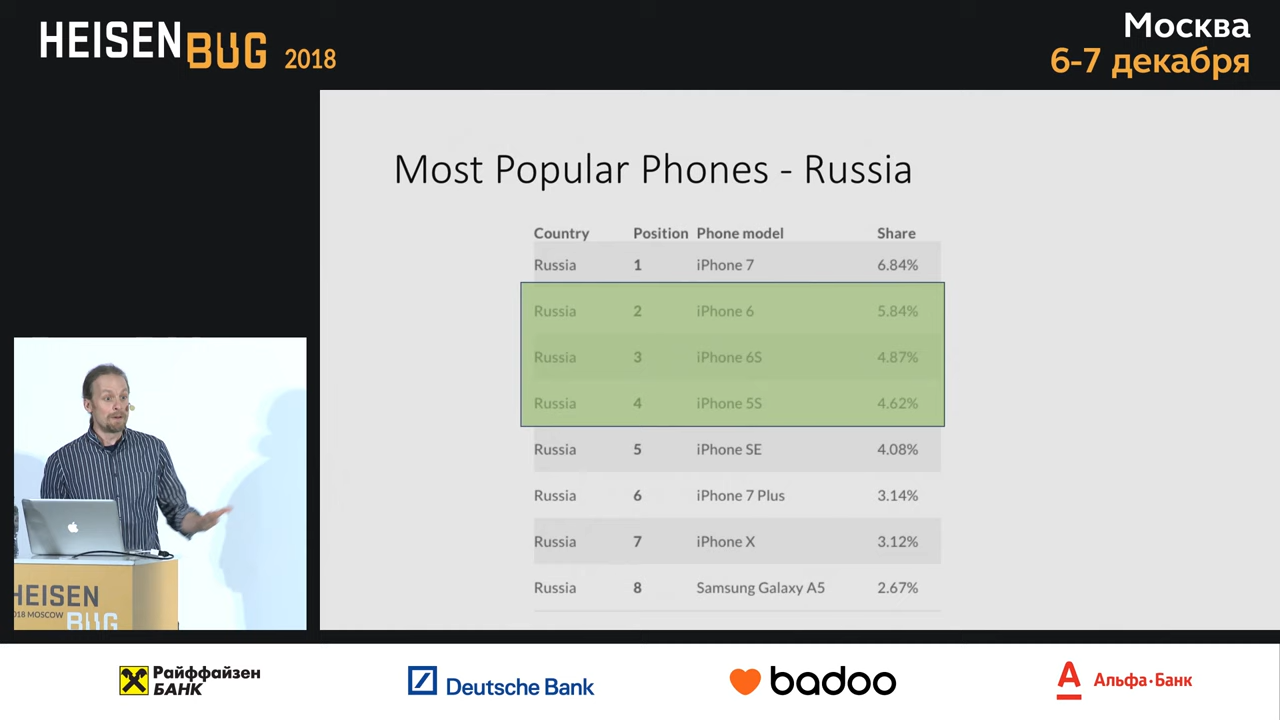 HEISENBUG 2018
Москва
6-7 декабря
Most Popular Phones - Russia
Country Position Phone model Share
Russia 1 iPhone 7 6.84%
Russia 2 iPhone 6 5.84%
Russia 3 iPhone 6S 4.87%
Russia 4 iPhone 5S 4.62%
Russia 5 iPhone SE 4.08%
Russia 6 iPhone 7 Plus 3.14%
Russia 7 iPhone X 3.12%
Russia 8 Samsung Galaxy A5 2.67%
HEISEN
2018 MOSCOW BUG
Райффайзен
БАНК
Deutsche Bank
badoo
Альфа·Банк